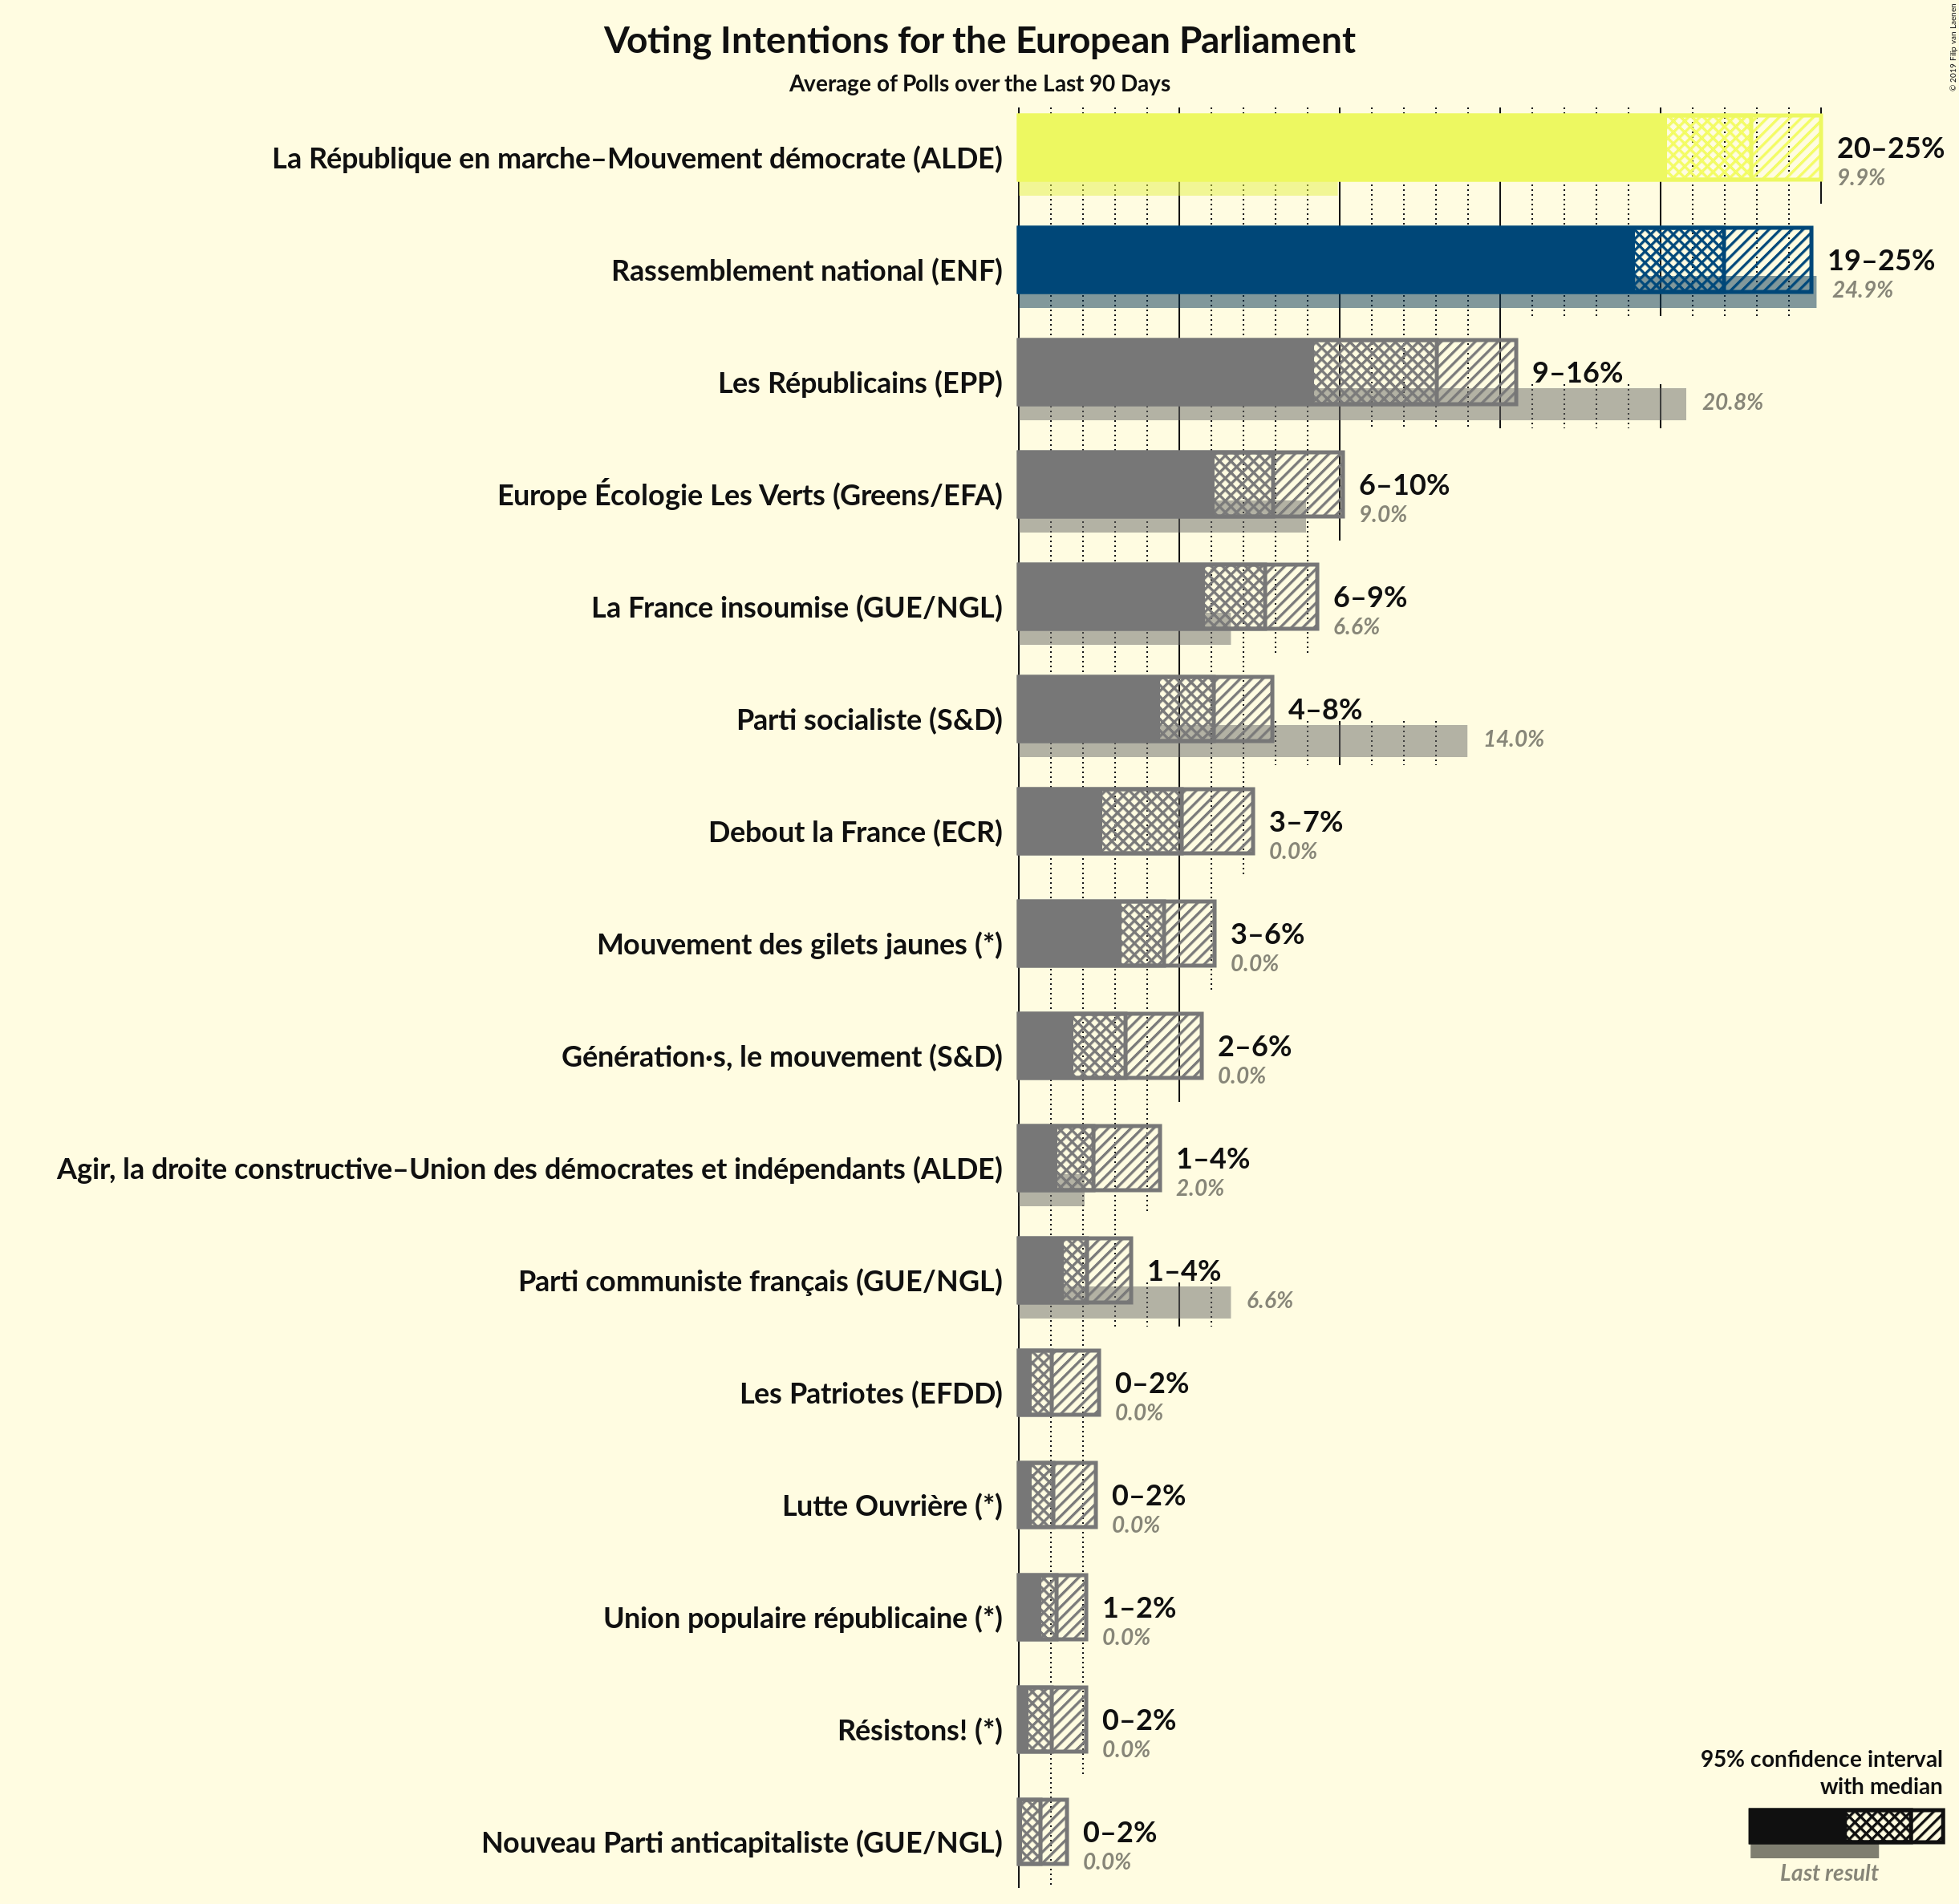 Voting Intentions for the European Parliament
Average of Polls over the Last 90 Days
© 2019 Filip van Laenen
La République en marche–Mouvement démocrate (ALDE)
20–25%
9.9%
Rassemblement national (ENF)
19–25%
24.9%
Les Républicains (EPP)
9–16%
20.8%
Europe Écologie Les Verts (Greens/EFA)
6–10%
9.0%
La France insoumise (GUE/NGL)
6–9%
6.6%
Parti socialiste (S&D)
4–8%
14.0%
Debout la France (ECR)
3–7%
0.0%
Mouvement des gilets jaunes (*)
3–6%
0.0%
Génération·s, le mouvement (S&D)
2–6%
0.0%
Agir, la droite constructive–Union des démocrates et indépendants (ALDE)
1–4%
2.0%
Parti communiste français (GUE/NGL)
1–4%
6.6%
Les Patriotes (EFDD)
0–2%
0.0%
Lutte Ouvrière (*)
0–2%
0.0%
Union populaire républicaine (*)
1–2%
0.0%
Résistons! (*)
0–2%
0.0%
Nouveau Parti anticapitaliste (GUE/NGL)
0–2%
0.0%
95% confidence interval
with median
Last result